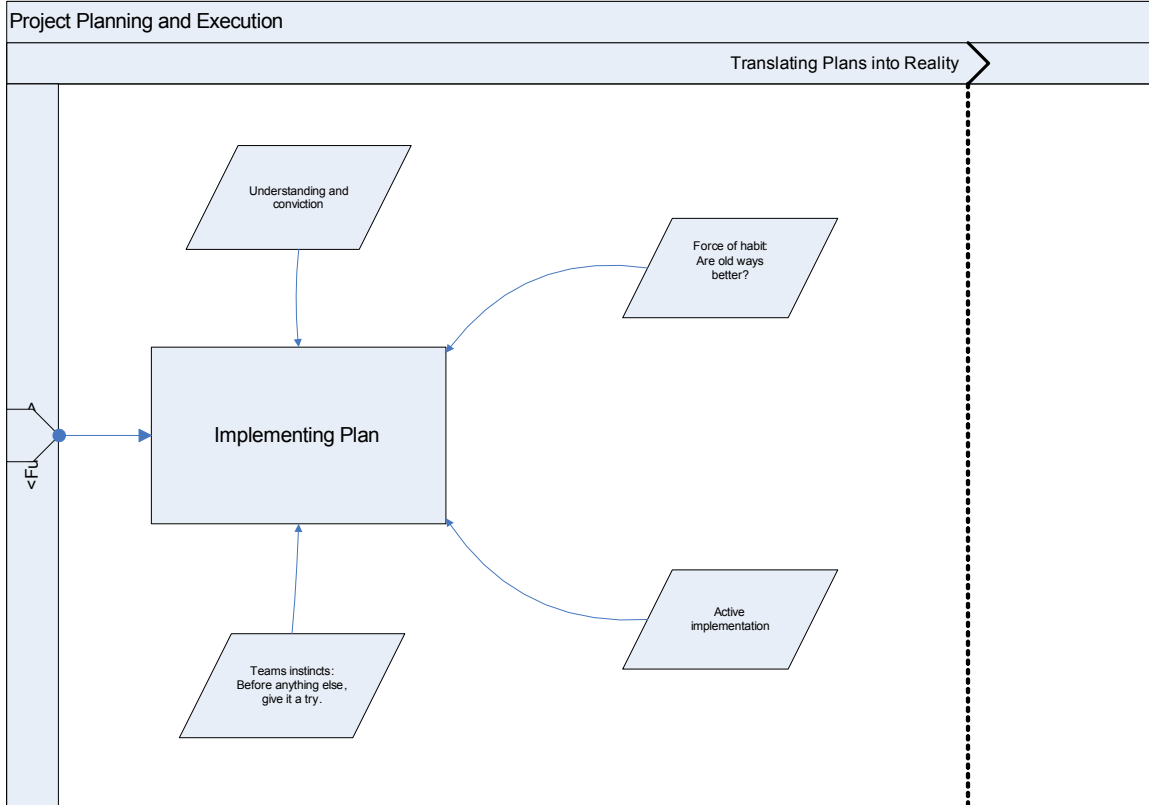 Project Planning and Execution
Translating Plans into Reality
Understanding and
conviction
Force of habit:
Are old ways
better?
<Fu
>
Implementing Plan
Active
implementation
Teams instincts:
Before anything else,
give it a try.